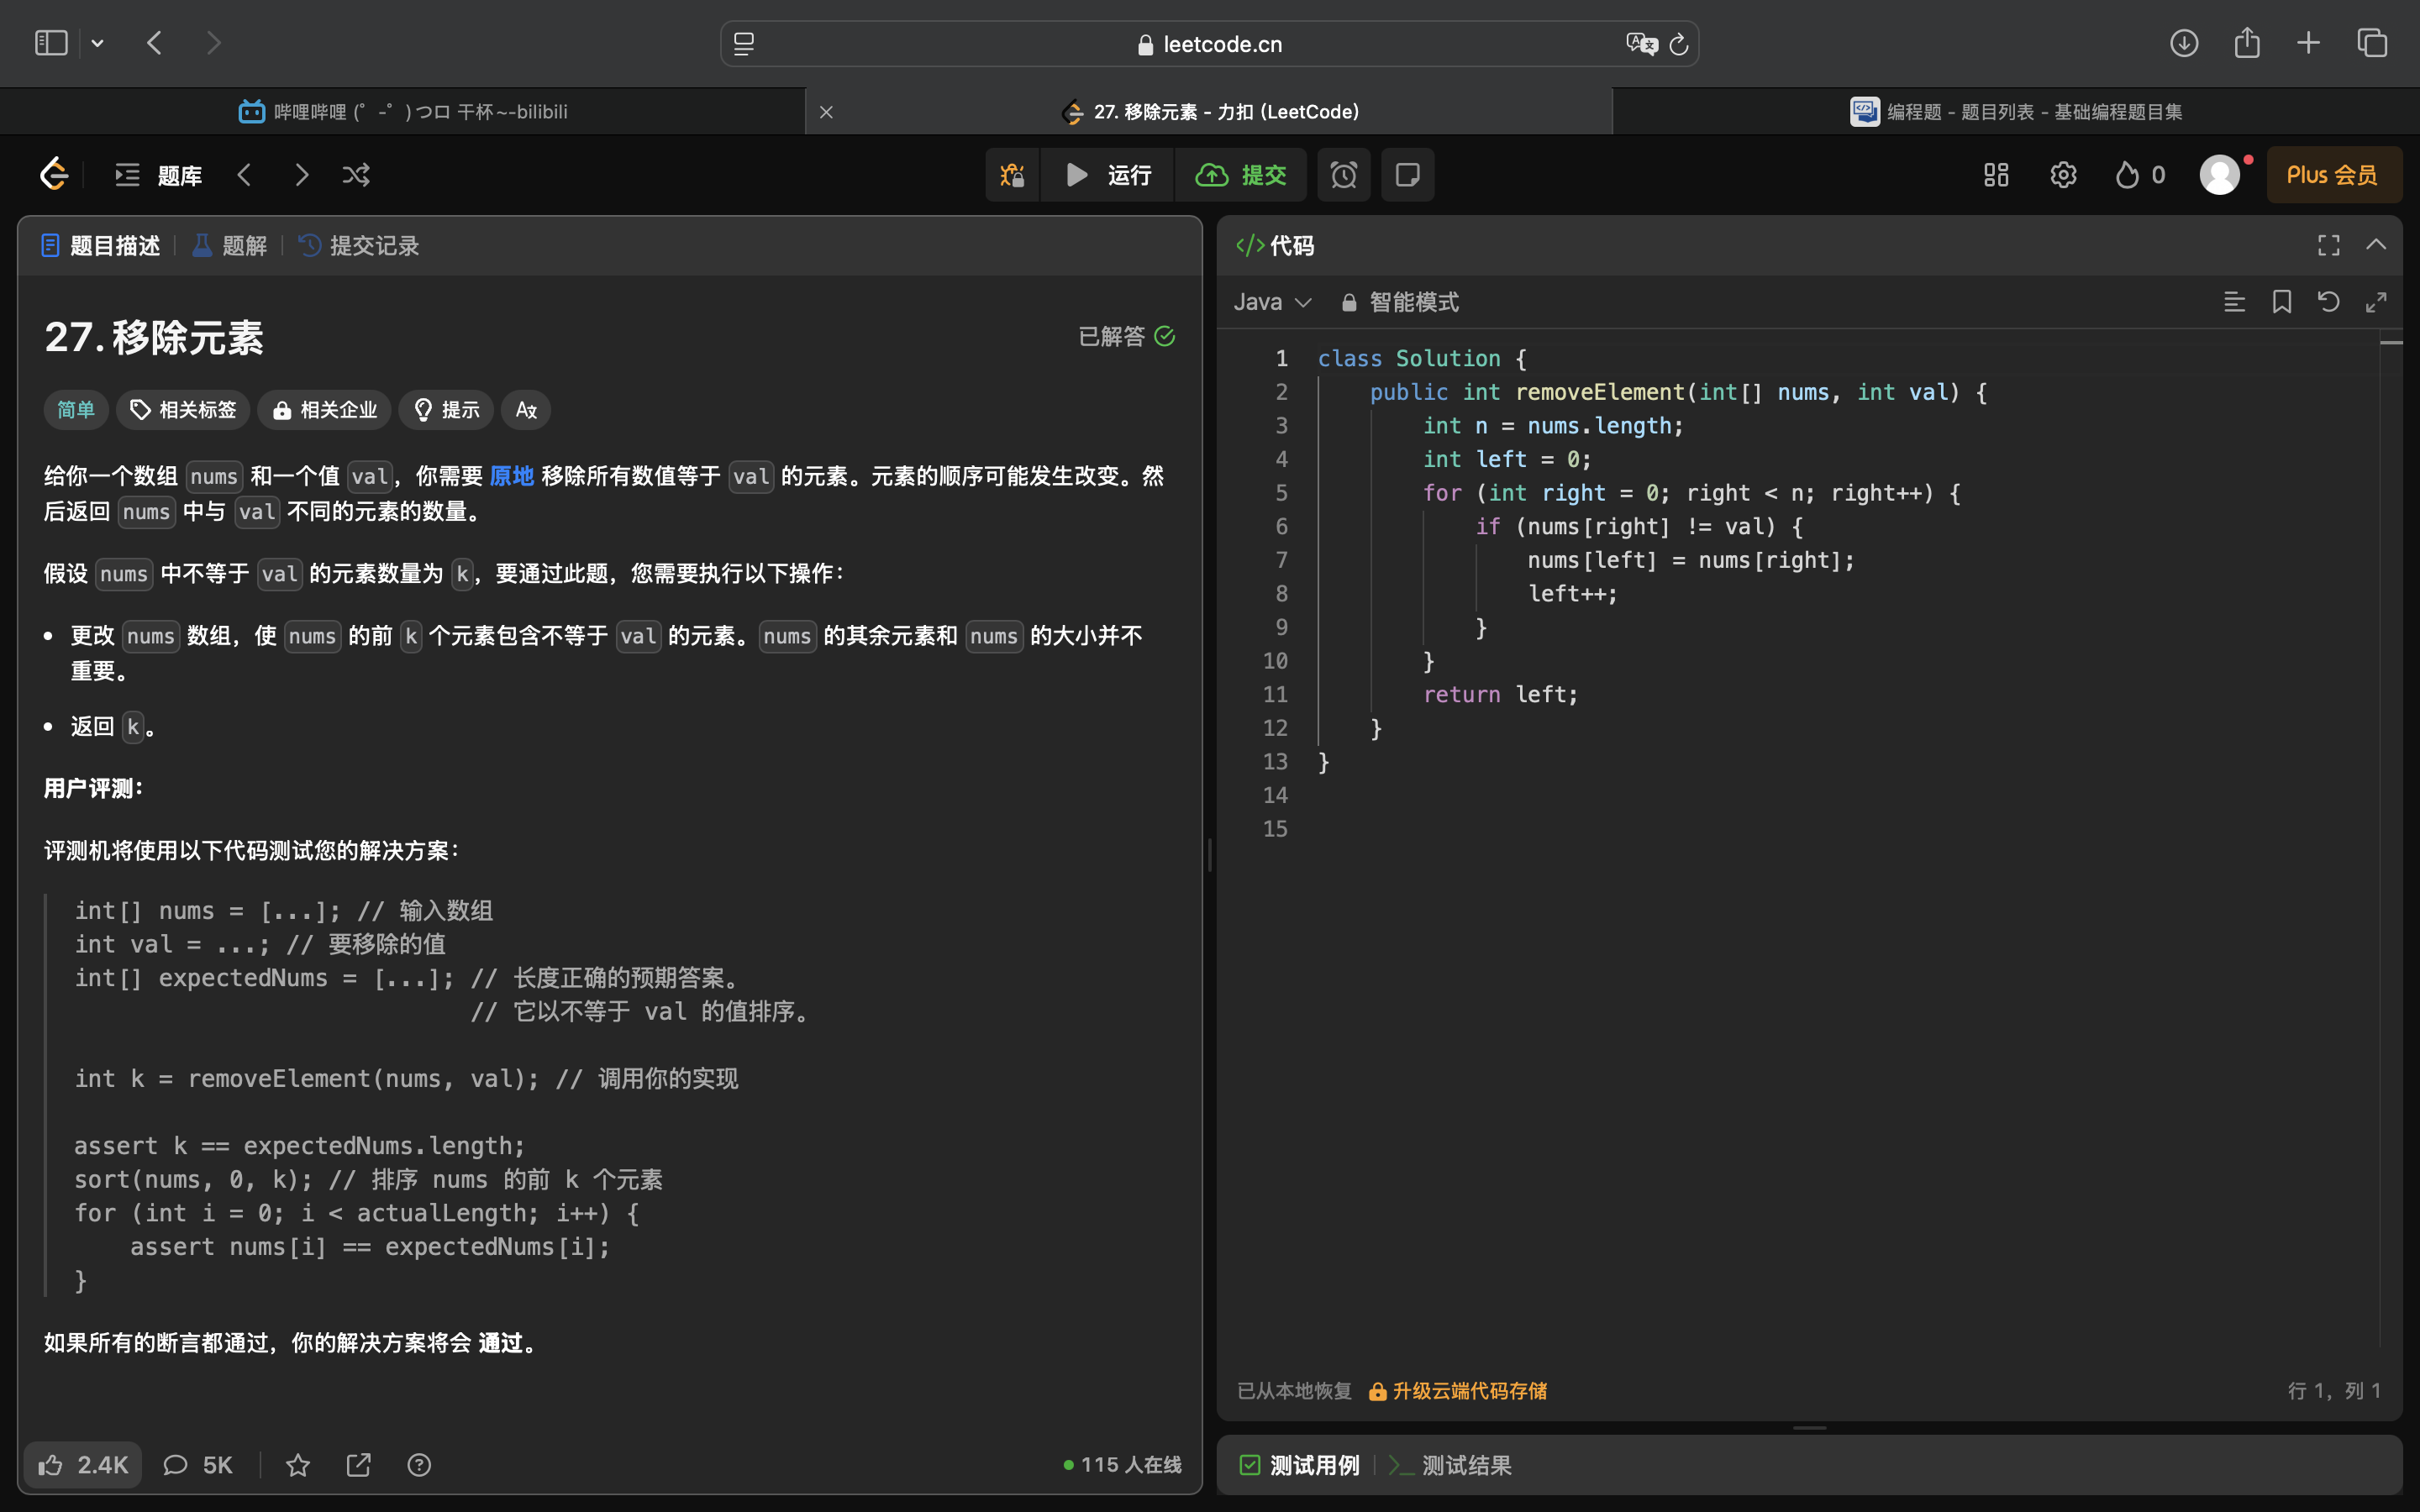 leetcode.cn
哔哩哔哩 (゜-゜)つロ 干杯~-bilibili
27. 移除元素 - 力扣 (LeetCode)
编程题 - 题目列表 - 基础编程题目集
题库
运行
提交
0
Plus 会员
题目描述
题解
提交记录
27. 移除元素
已解答
简单
相关标签
相关企业
提示
给你一个数组 nums 和一个值 val，你需要 原地 移除所有数值等于 val 的元素。元素的顺序可能发生改变。然
后返回 nums 中与 val 不同的元素的数量。
假设 nums 中不等于 val 的元素数量为 k，要通过此题，您需要执行以下操作：
• 更改 nums 数组，使 nums 的前 k 个元素包含不等于 val 的元素。nums 的其余元素和 nums 的大小并不
重要。
• 返回 k。
用户评测：
评测机将使用以下代码测试您的解决方案：
int[] nums = [...]; // 输入数组
int val = ...; // 要移除的值
int[] expectedNums = [...]; // 长度正确的预期答案。
// 它以不等于 val 的值排序。
int k = removeElement(nums, val); // 调用你的实现
assert k == expectedNums.length;
sort(nums, 0, k); // 排序 nums 的前 k 个元素
for (int i = 0; i < actualLength; i++) {
assert nums[i] == expectedNums[i];
}
如果所有的断言都通过，你的解决方案将会 通过。
2.4K
5K
115 人在线
</>代码
Java
智能模式
1 class Solution {
2 public int removeElement(int[] nums, int val) {
3 int n = nums.length;
4 int left = 0;
5 for (int right = 0; right < n; right++) {
6 if (nums[right] != val) {
7 nums[left] = nums[right];
8 left++;
9 }
10 }
11 return left;
12 }
13 }
14
15
已从本地恢复
升级云端代码存储
行 1，列 1
测试用例
测试结果